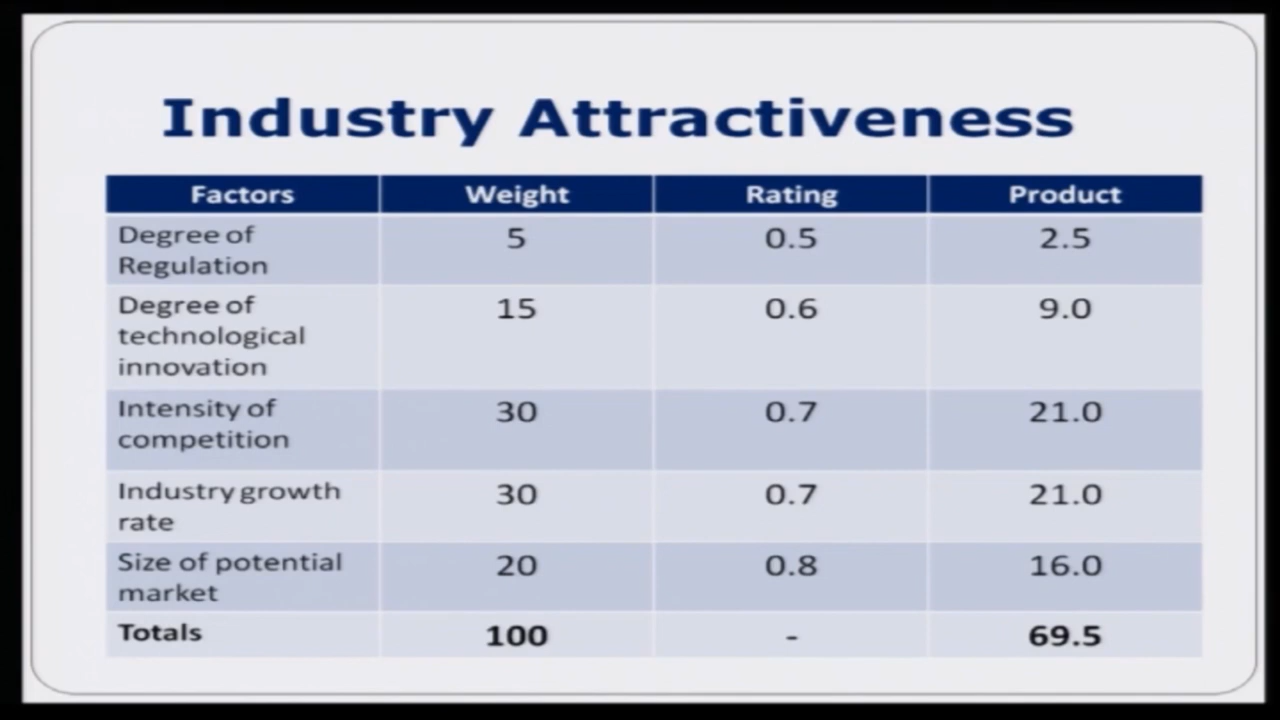 Industry Attractiveness
Factors Weight Rating Product
Degree of
Regulation 5 0.5 2.5
Degree of
technological
innovation 15 0.6 9.0
Intensity of
competition 30 0.7 21.0
Industry growth
rate 30 0.7 21.0
Size of potential
market 20 0.8 16.0
Totals 100 - 69.5